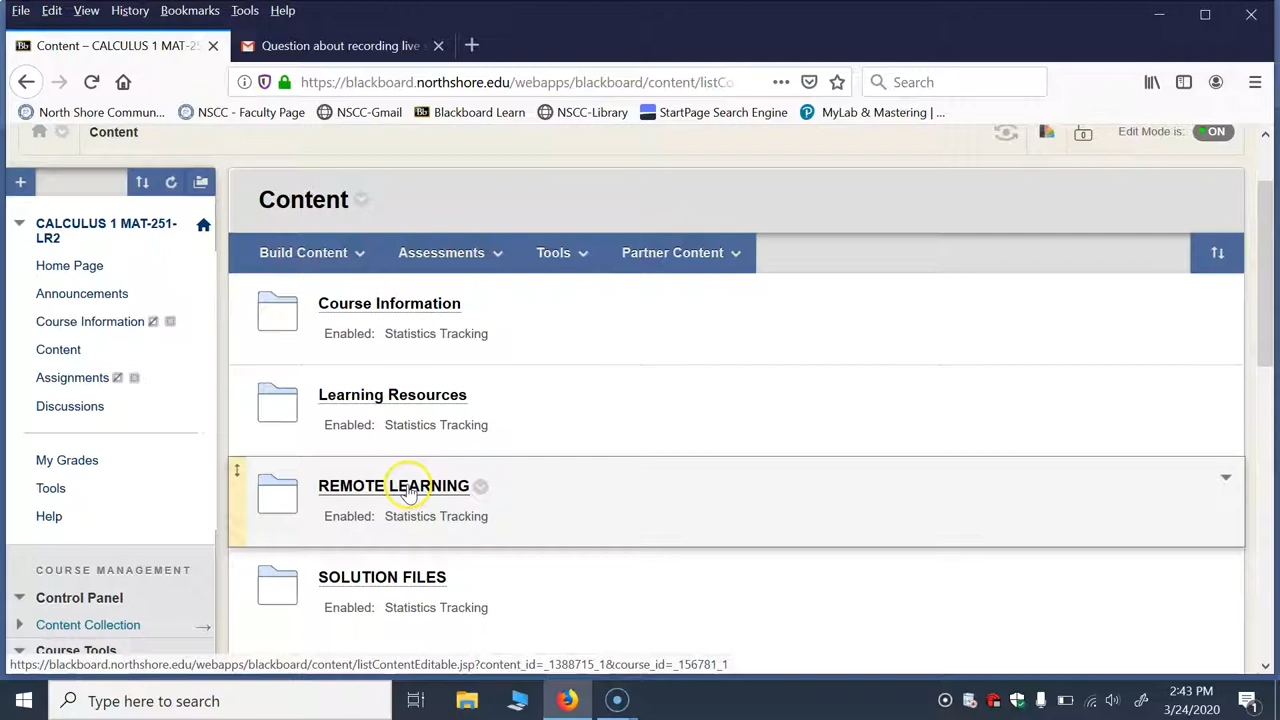 File Edit View History Bookmarks Tools Help
Content – CALCULUS 1 MAT-25
Question about recording live s
https://blackboard.northshore.edu/webapps/blackboard/content/listCo
Search
North Shore Commun... NSCC - Faculty Page NSCC-Gmail Blackboard Learn NSCC-Library StartPage Search Engine MyLab & Mastering | ...
Content
Edit Mode is: ON
CALCULUS 1 MAT-251-
LR2
Home Page
Announcements
Course Information
Content
Assignments
Discussions
My Grades
Tools
Help
COURSE MANAGEMENT
Control Panel
Content Collection
Course Tools
Content
Build Content Assessments Tools Partner Content
Course Information
Enabled: Statistics Tracking
Learning Resources
Enabled: Statistics Tracking
REMOTE LEARNING
Enabled: Statistics Tracking
SOLUTION FILES
Enabled: Statistics Tracking
https://blackboard.northshore.edu/webapps/blackboard/content/listContentEditable.jsp?content_id=_1388715_1&course_id=_156781_1
Type here to search
2:43 PM
3/24/2020
1